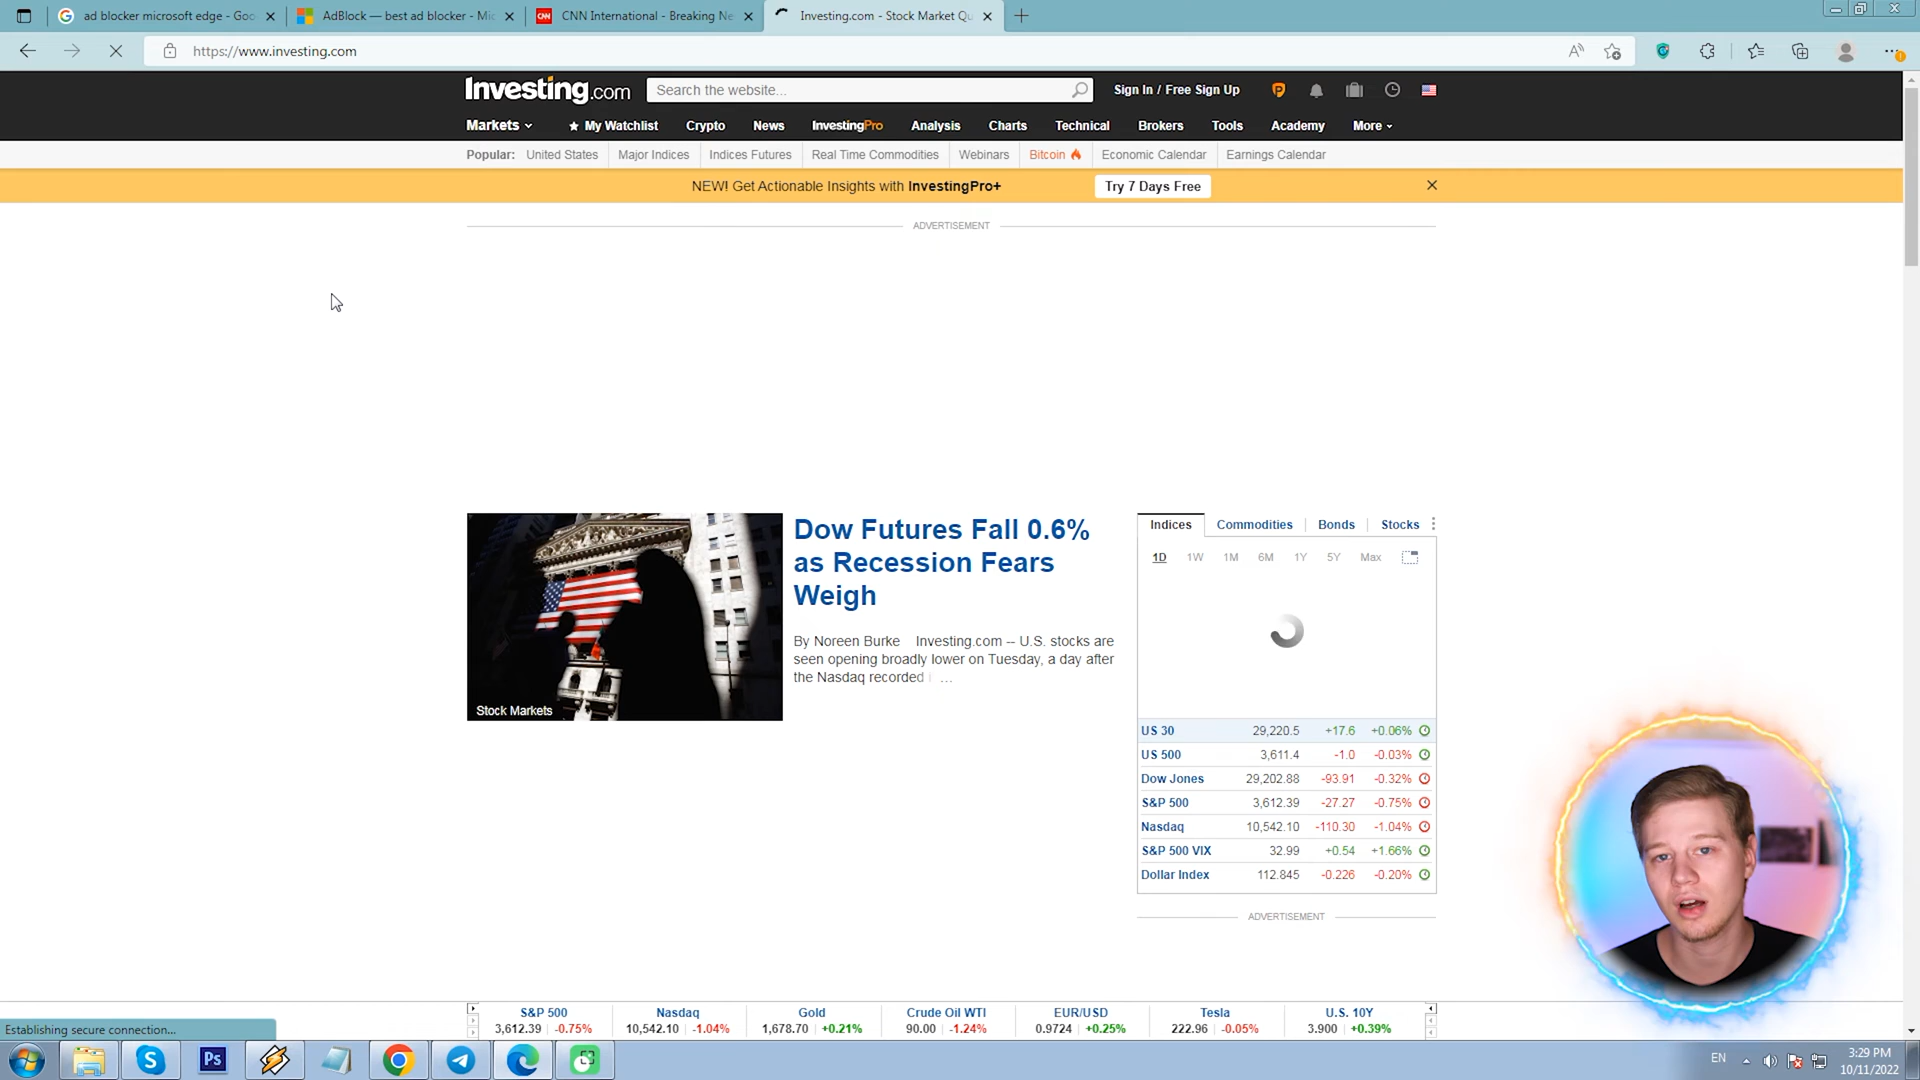 ad blocker microsoft edge - Goo
AdBlock — best ad blocker - Mic
CNN
CNN International - Breaking Ne
Investing.com - Stock Market Qu
https://www.investing.com
Investing.com
Search the website...
Sign In / Free Sign Up
Markets
My Watchlist
Crypto
News
InvestingPro
Analysis
Charts
Technical
Brokers
Tools
Academy
More
Popular:
United States
Major Indices
Indices Futures
Real Time Commodities
Webinars
Bitcoin
Economic Calendar
Earnings Calendar
NEW! Get Actionable Insights with InvestingPro+
Try 7 Days Free
ADVERTISEMENT
Stock Markets
Dow Futures Fall 0.6%
as Recession Fears
Weigh
By Noreen Burke Investing.com -- U.S. stocks are
seen opening broadly lower on Tuesday, a day after
the Nasdaq recorded ...
Indices
Commodities
Bonds
Stocks
1D 1W 1M 6M 1Y 5Y Max
US 30 29,220.5 +17.6 +0.06%
US 500 3,611.4 -1.0 -0.03%
Dow Jones 29,202.88 -93.91 -0.32%
S&P 500 3,612.39 -27.27 -0.75%
Nasdaq 10,542.10 -110.30 -1.04%
S&P 500 VIX 32.99 +0.54 +1.66%
Dollar Index 112.845 -0.226 -0.20%
ADVERTISEMENT
S&P 500
3,612.39 -0.75%
Nasdaq
10,542.10 -1.04%
Gold
1,678.70 +0.21%
Crude Oil WTI
90.00 -1.24%
EUR/USD
0.9724 +0.25%
Tesla
222.96 -0.05%
U.S. 10Y
3.900 +0.39%
Establishing secure connection...
Ps
EN
3:29 PM
10/11/2022